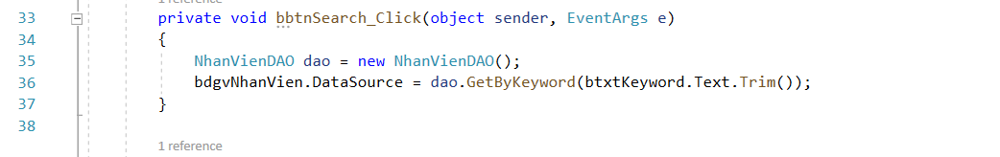 1 reference
33 private void bbtnSearch_Click(object sender, EventArgs e)
34 {
35 NhanVienDAO dao = new NhanVienDAO();
36 bdgvNhanVien.DataSource = dao.GetByKeyword(btxtKeyword.Text.Trim());
37 }
38
1 reference